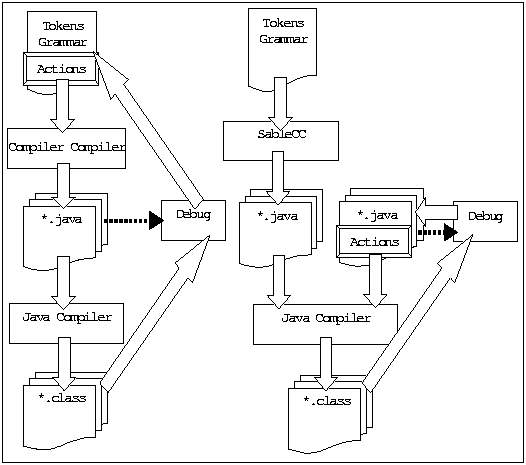 Tokens
Grammar
Actions
Compiler Compiler
*.java
Debug
Java Compiler
*.class
Tokens
Grammar
SableCC
*.java
*.java
Actions
Debug
Java Compiler
*.class